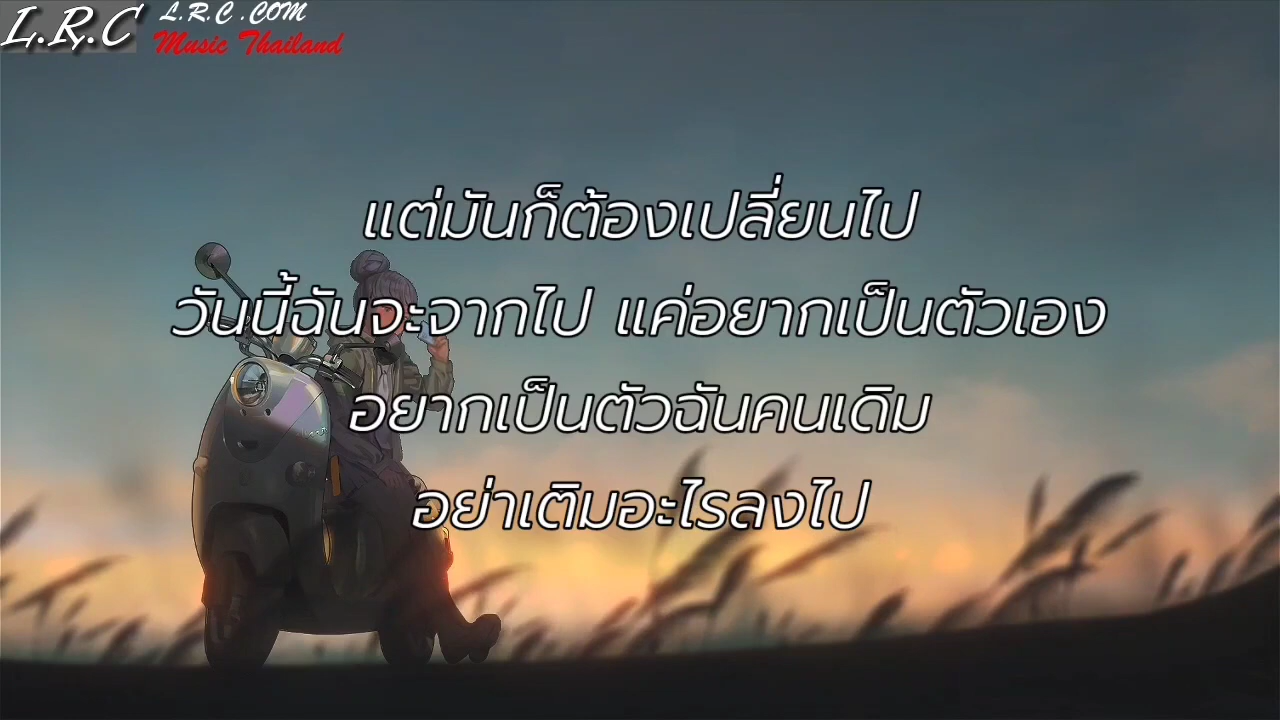 L.R.C
L.R.C .COM
Music Thailand
แต่มันก็ต้องเปลี่ยนไป
วันนี้ฉันจะจากไป แค่อยากเป็นตัวเอง
อยากเป็นตัวฉันคนเดิม
อย่าเติมอะไรลงไป